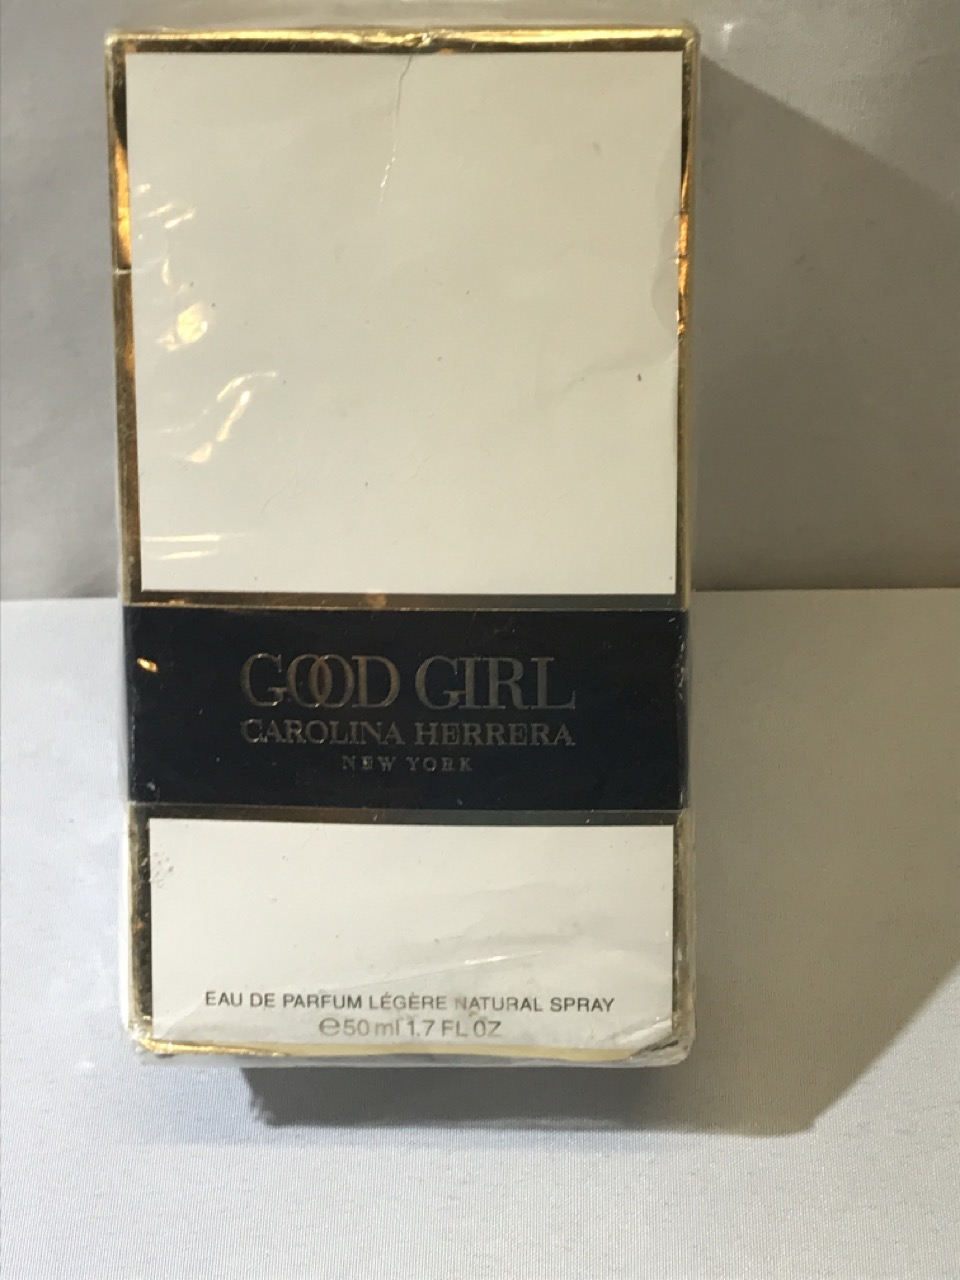 GOOD GIRL
CAROLINA HERRERA
NEW YORK
EAU DE PARFUM LÉGÈRE NATURAL SPRAY
℮50 ml 1.7 FL OZ